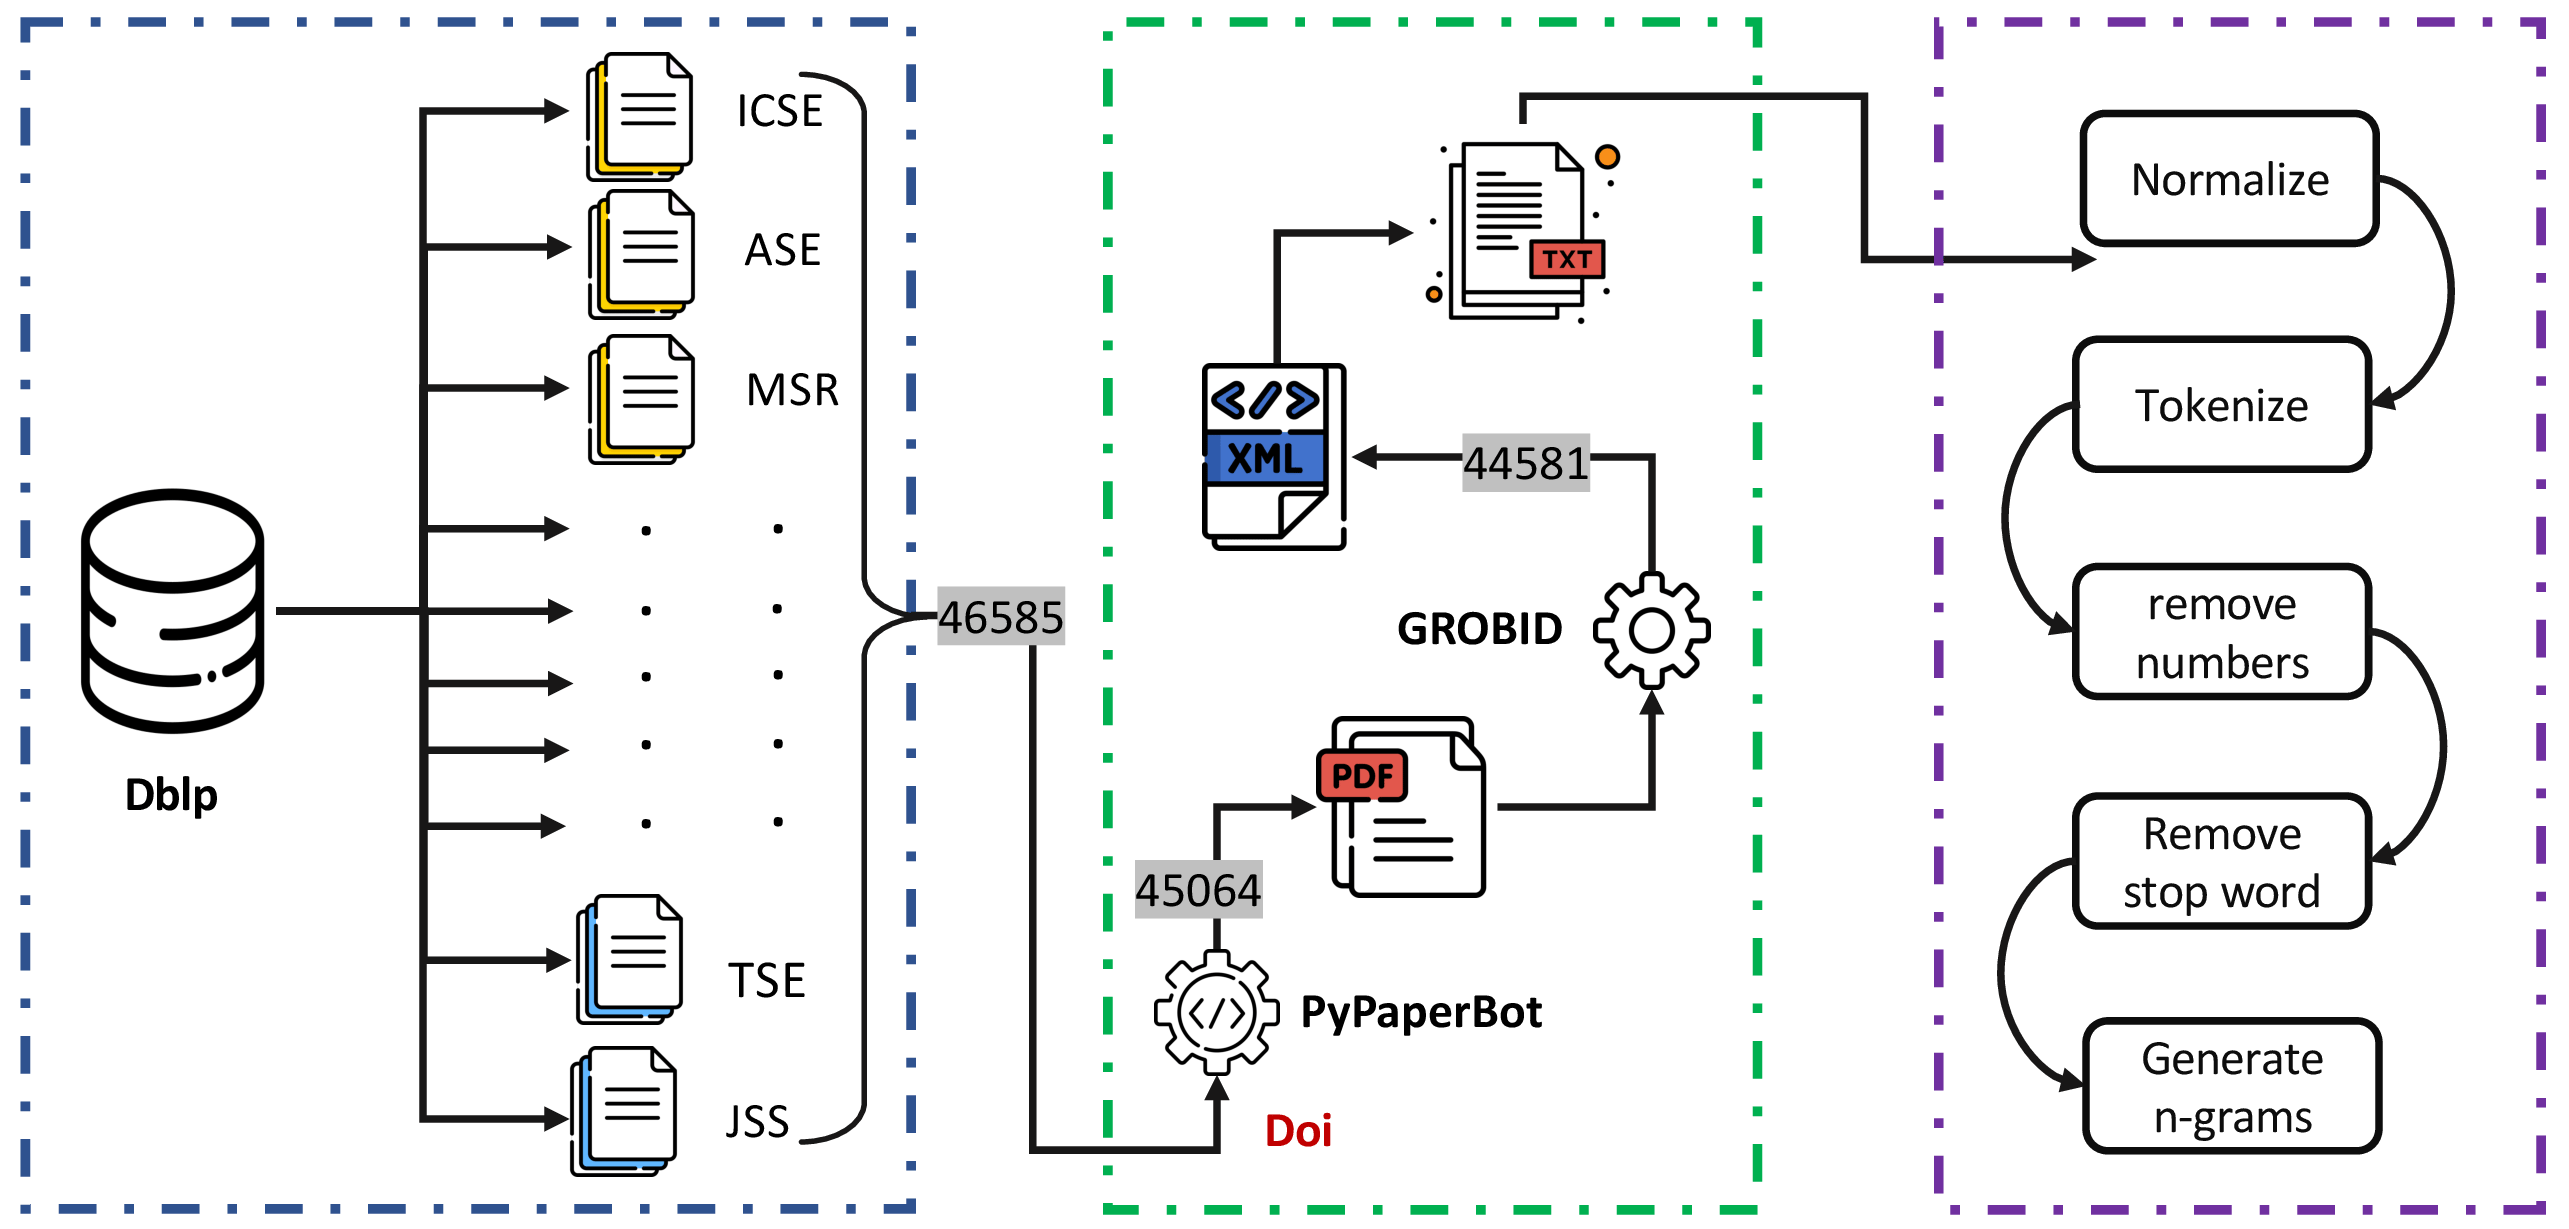 ICSE
ASE
MSR
Dblp
TSE
JSS
46585
TXT
</>
XML
44581
GROBID
PDF
45064
</>
PyPaperBot
Doi
Normalize
Tokenize
remove
numbers
Remove
stop word
Generate
n-grams